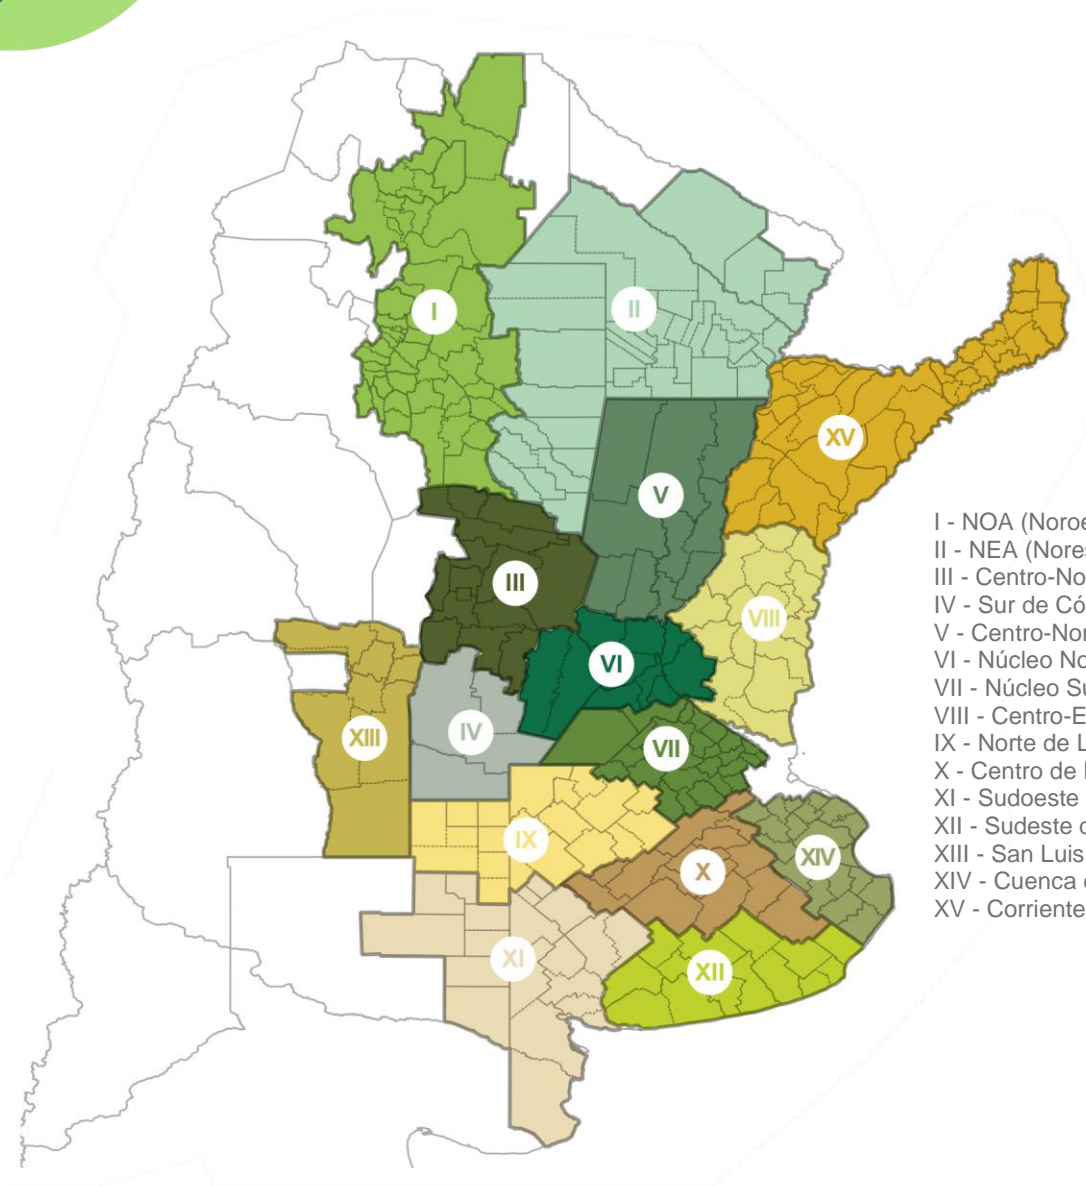 I
II
XV
V
III
VIII
VI
IV
XIII
VII
IX
XIV
X
XI
XII
I - NOA (Noroe
II - NEA (Nores
III - Centro-No
IV - Sur de Có
V - Centro-Nor
VI - Núcleo No
VII - Núcleo Su
VIII - Centro-E
IX - Norte de L
X - Centro de
XI - Sudoeste
XII - Sudeste d
XIII - San Luis
XIV - Cuenca
XV - Corriente